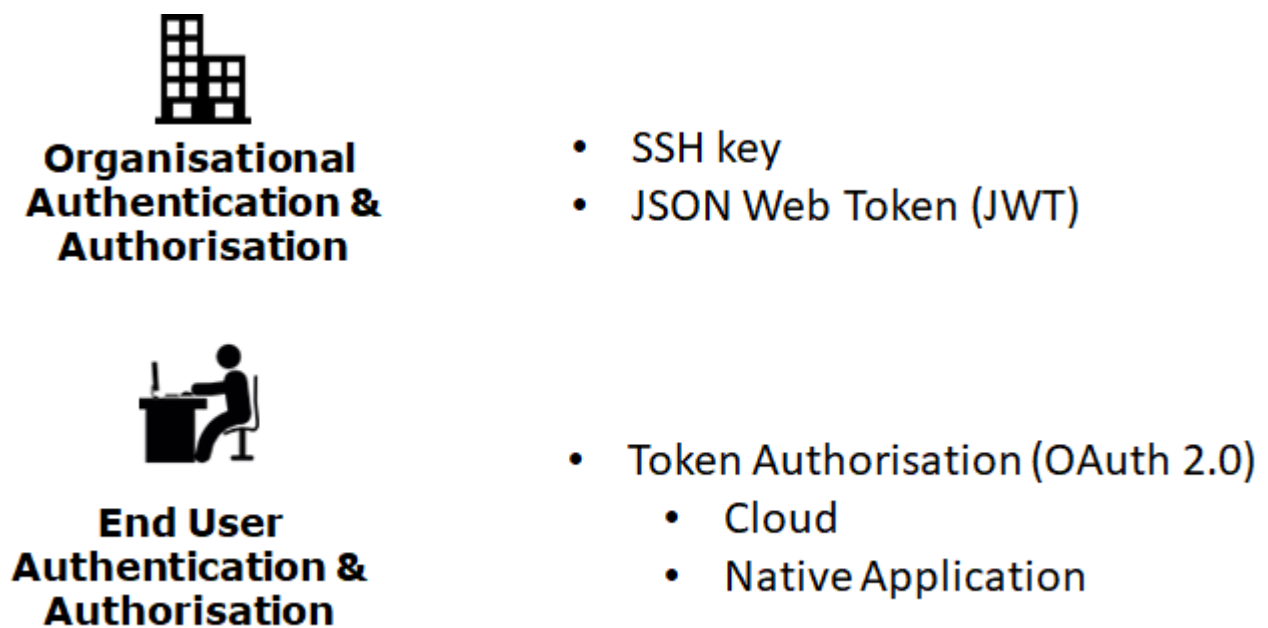 Organisational
Authentication &
Authorisation
• SSH key
• JSON Web Token (JWT)
End User
Authentication &
Authorisation
• Token Authorisation (OAuth 2.0)
• Cloud
• Native Application